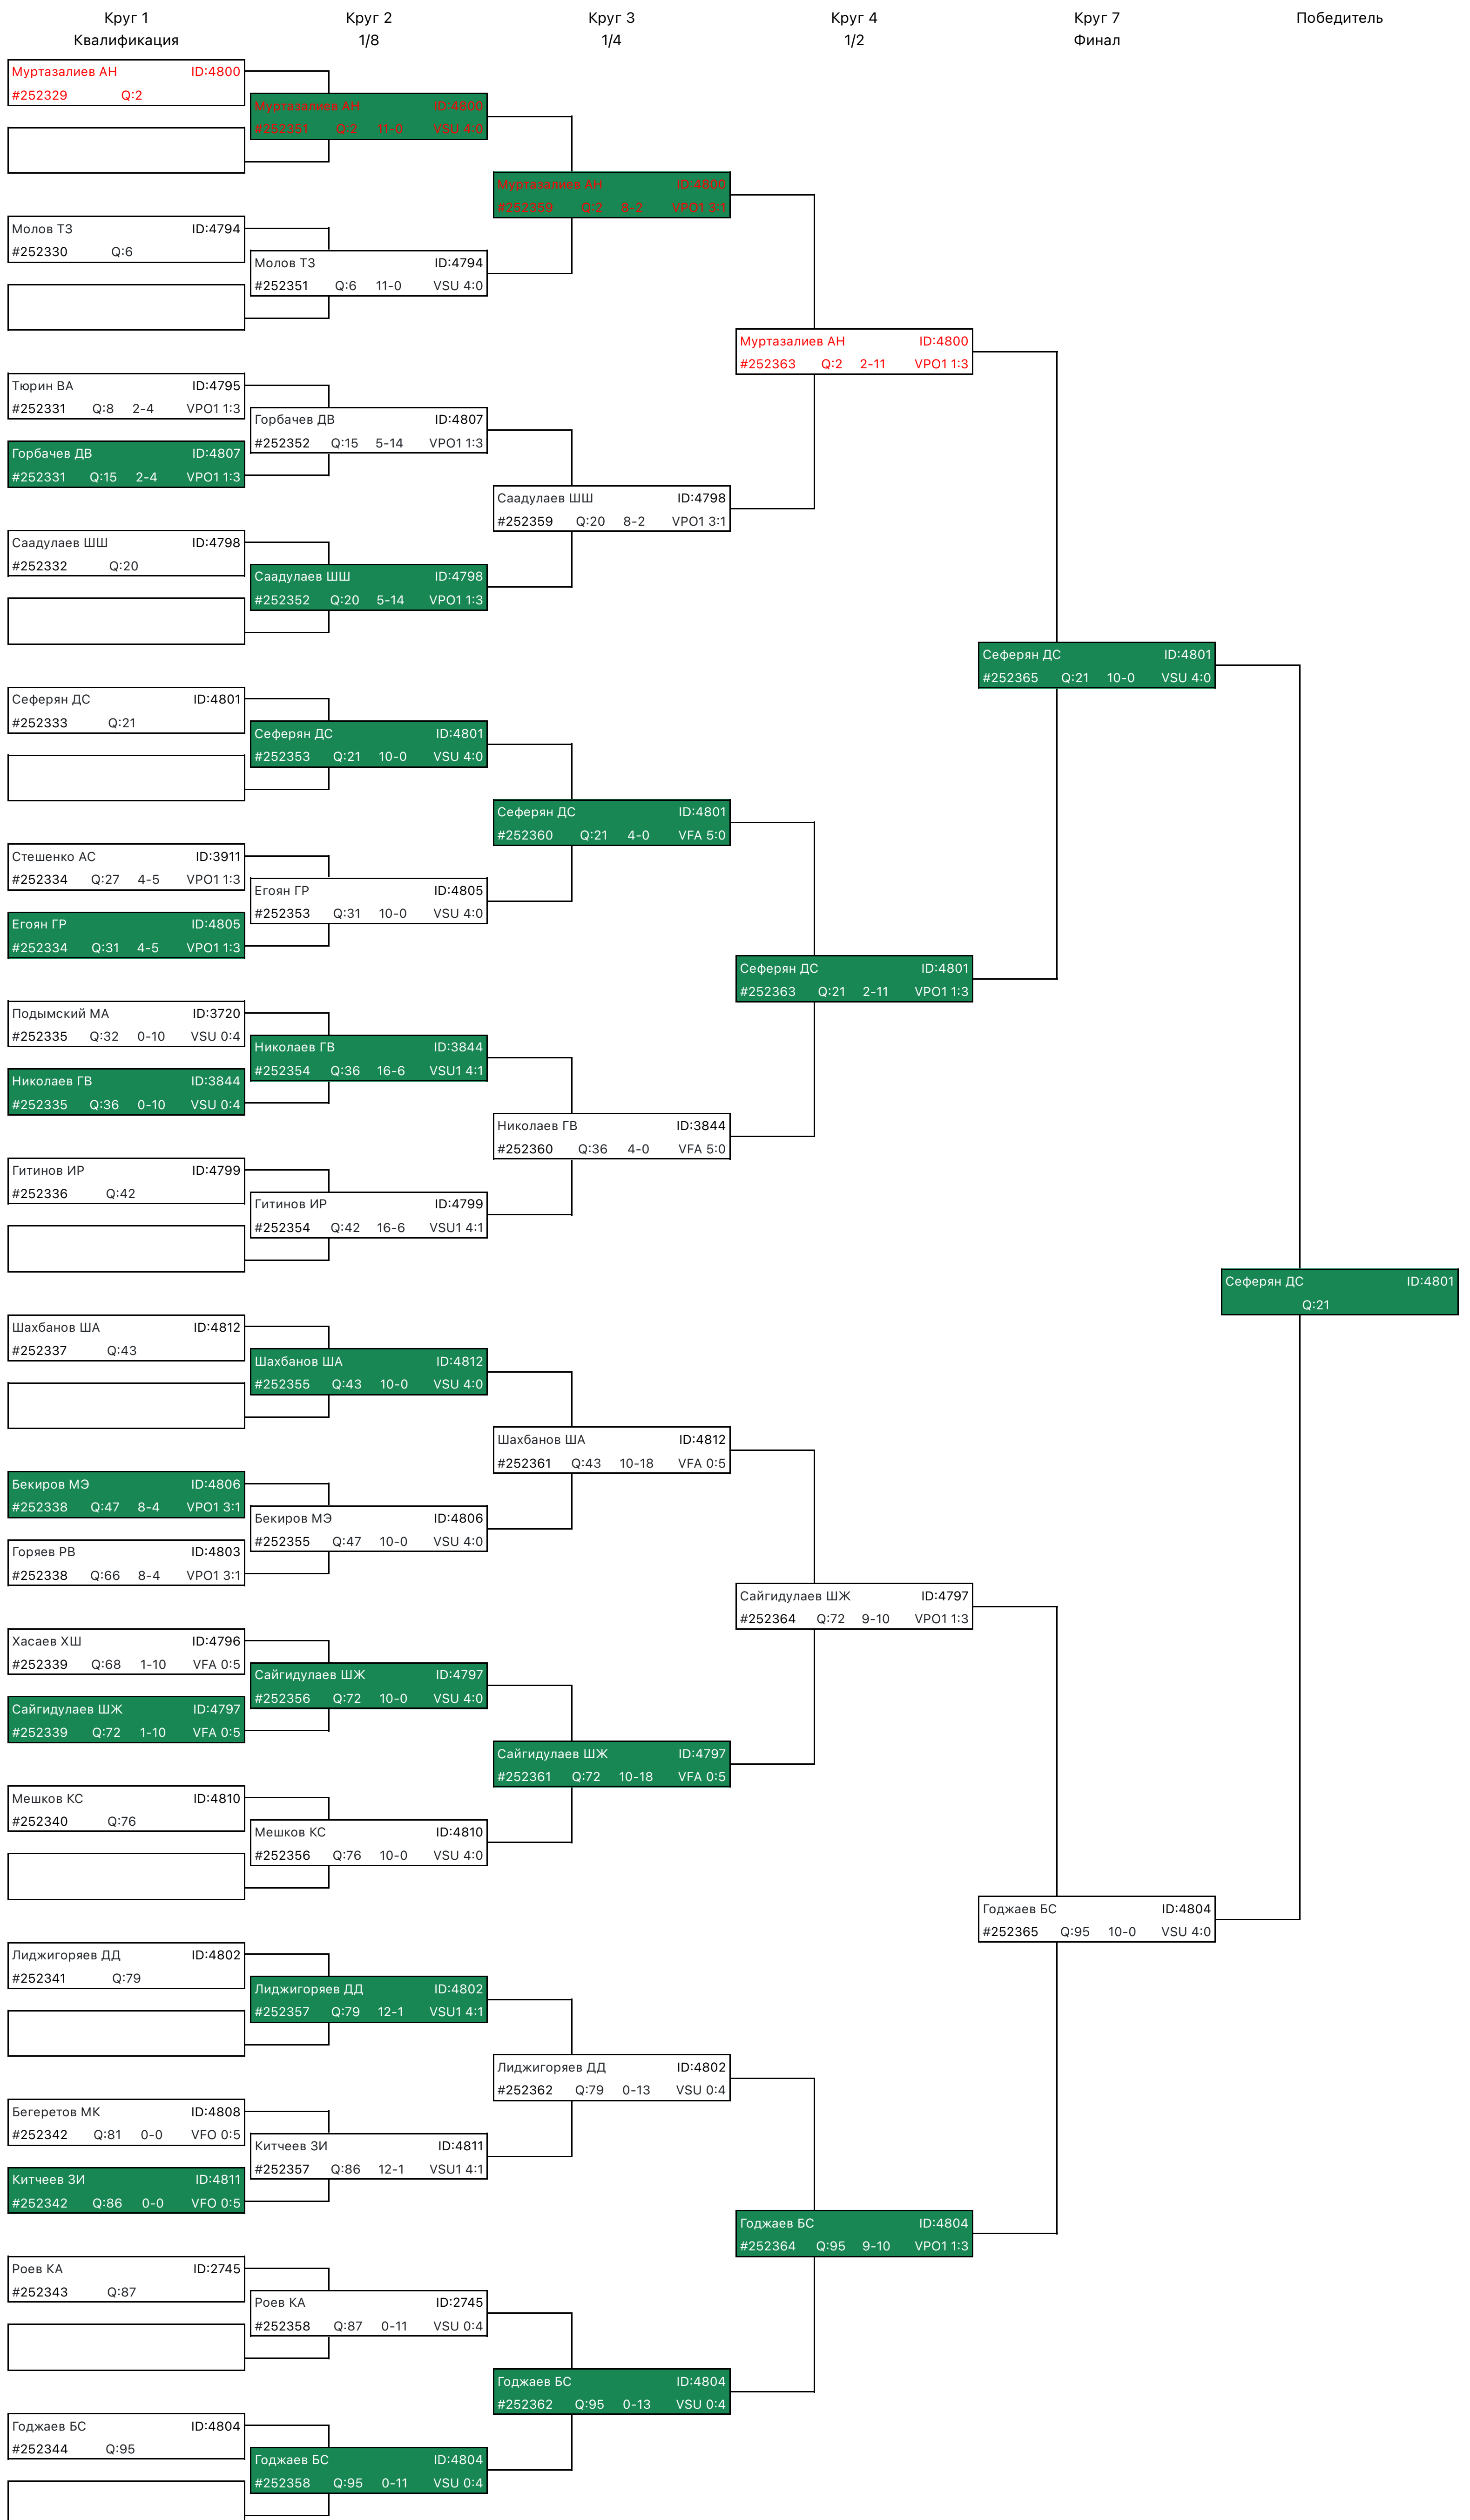 Круг 1
Квалификация
Круг 2
1/8
Круг 3
1/4
Круг 4
1/2
Круг 7
Финал
Победитель
Муртазалиев АН ID:4800
#252329 Q:2
Молов ТЗ ID:4794
#252330 Q:6
Тюрин ВА ID:4795
#252331 Q:8 2-4 VPO1 1:3
Горбачев ДВ ID:4807
#252331 Q:15 2-4 VPO1 1:3
Саадулаев ШШ ID:4798
#252332 Q:20
Сеферян ДС ID:4801
#252333 Q:21
Стешенко АС ID:3911
#252334 Q:27 4-5 VPO1 1:3
Егоян ГР ID:4805
#252334 Q:31 4-5 VPO1 1:3
Подымский МА ID:3720
#252335 Q:32 0-10 VSU 0:4
Николаев ГВ ID:3844
#252335 Q:36 0-10 VSU 0:4
Гитинов ИР ID:4799
#252336 Q:42
Шахбанов ША ID:4812
#252337 Q:43
Бекиров МЭ ID:4806
#252338 Q:47 8-4 VPO1 3:1
Горяев РВ ID:4803
#252338 Q:66 8-4 VPO1 3:1
Хасаев ХШ ID:4796
#252339 Q:68 1-10 VFA 0:5
Сайгидулаев ШЖ ID:4797
#252339 Q:72 1-10 VFA 0:5
Мешков КС ID:4810
#252340 Q:76
Лиджигоряев ДД ID:4802
#252341 Q:79
Бегеретов МК ID:4808
#252342 Q:81 0-0 VFO 0:5
Китчеев ЗИ ID:4811
#252342 Q:86 0-0 VFO 0:5
Роев КА ID:2745
#252343 Q:87
Годжаев БС ID:4804
#252344 Q:95
Муртазалиев АН ID:4800
#252351 Q:2 11-0 VSU 4:0
Молов ТЗ ID:4794
#252351 Q:6 11-0 VSU 4:0
Горбачев ДВ ID:4807
#252352 Q:15 5-14 VPO1 1:3
Саадулаев ШШ ID:4798
#252352 Q:20 5-14 VPO1 1:3
Сеферян ДС ID:4801
#252353 Q:21 10-0 VSU 4:0
Егоян ГР ID:4805
#252353 Q:31 10-0 VSU 4:0
Николаев ГВ ID:3844
#252354 Q:36 16-6 VSU1 4:1
Гитинов ИР ID:4799
#252354 Q:42 16-6 VSU1 4:1
Шахбанов ША ID:4812
#252355 Q:43 10-0 VSU 4:0
Бекиров МЭ ID:4806
#252355 Q:47 10-0 VSU 4:0
Сайгидулаев ШЖ ID:4797
#252356 Q:72 10-0 VSU 4:0
Мешков КС ID:4810
#252356 Q:76 10-0 VSU 4:0
Лиджигоряев ДД ID:4802
#252357 Q:79 12-1 VSU1 4:1
Китчеев ЗИ ID:4811
#252357 Q:86 12-1 VSU1 4:1
Роев КА ID:2745
#252358 Q:87 0-11 VSU 0:4
Годжаев БС ID:4804
#252358 Q:95 0-11 VSU 0:4
Муртазалиев АН ID:4800
#252359 Q:2 8-2 VPO1 3:1
Саадулаев ШШ ID:4798
#252359 Q:20 8-2 VPO1 3:1
Сеферян ДС ID:4801
#252360 Q:21 4-0 VFA 5:0
Николаев ГВ ID:3844
#252360 Q:36 4-0 VFA 5:0
Шахбанов ША ID:4812
#252361 Q:43 10-18 VFA 0:5
Сайгидулаев ШЖ ID:4797
#252361 Q:72 10-18 VFA 0:5
Лиджигоряев ДД ID:4802
#252362 Q:79 0-13 VSU 0:4
Годжаев БС ID:4804
#252362 Q:95 0-13 VSU 0:4
Муртазалиев АН ID:4800
#252363 Q:2 2-11 VPO1 1:3
Сеферян ДС ID:4801
#252363 Q:21 2-11 VPO1 1:3
Сайгидулаев ШЖ ID:4797
#252364 Q:72 9-10 VPO1 1:3
Годжаев БС ID:4804
#252364 Q:95 9-10 VPO1 1:3
Сеферян ДС ID:4801
#252365 Q:21 10-0 VSU 4:0
Годжаев БС ID:4804
#252365 Q:95 10-0 VSU 4:0
Сеферян ДС ID:4801
Q:21